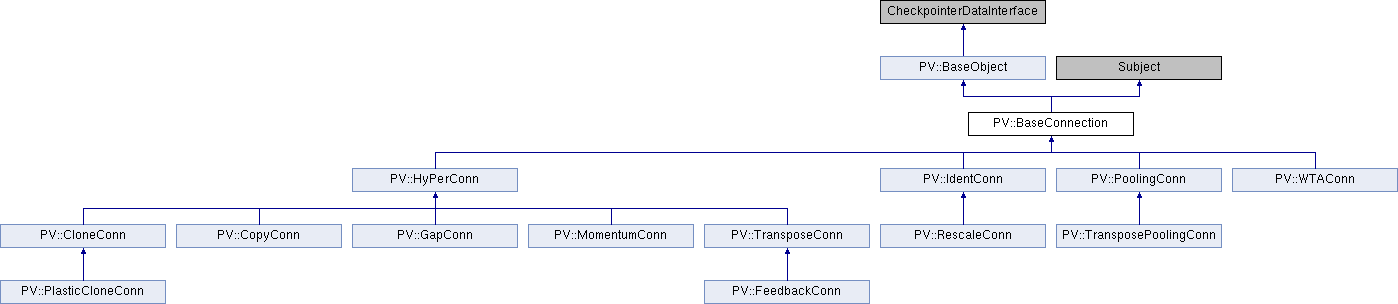 CheckpointerDataInterface
PV::BaseObject
Subject
PV::BaseConnection
PV::HyPerConn
PV::IdentConn
PV::PoolingConn
PV::WTAConn
PV::CloneConn
PV::CopyConn
PV::GapConn
PV::MomentumConn
PV::TransposeConn
PV::RescaleConn
PV::TransposePoolingConn
PV::PlasticCloneConn
PV::FeedbackConn